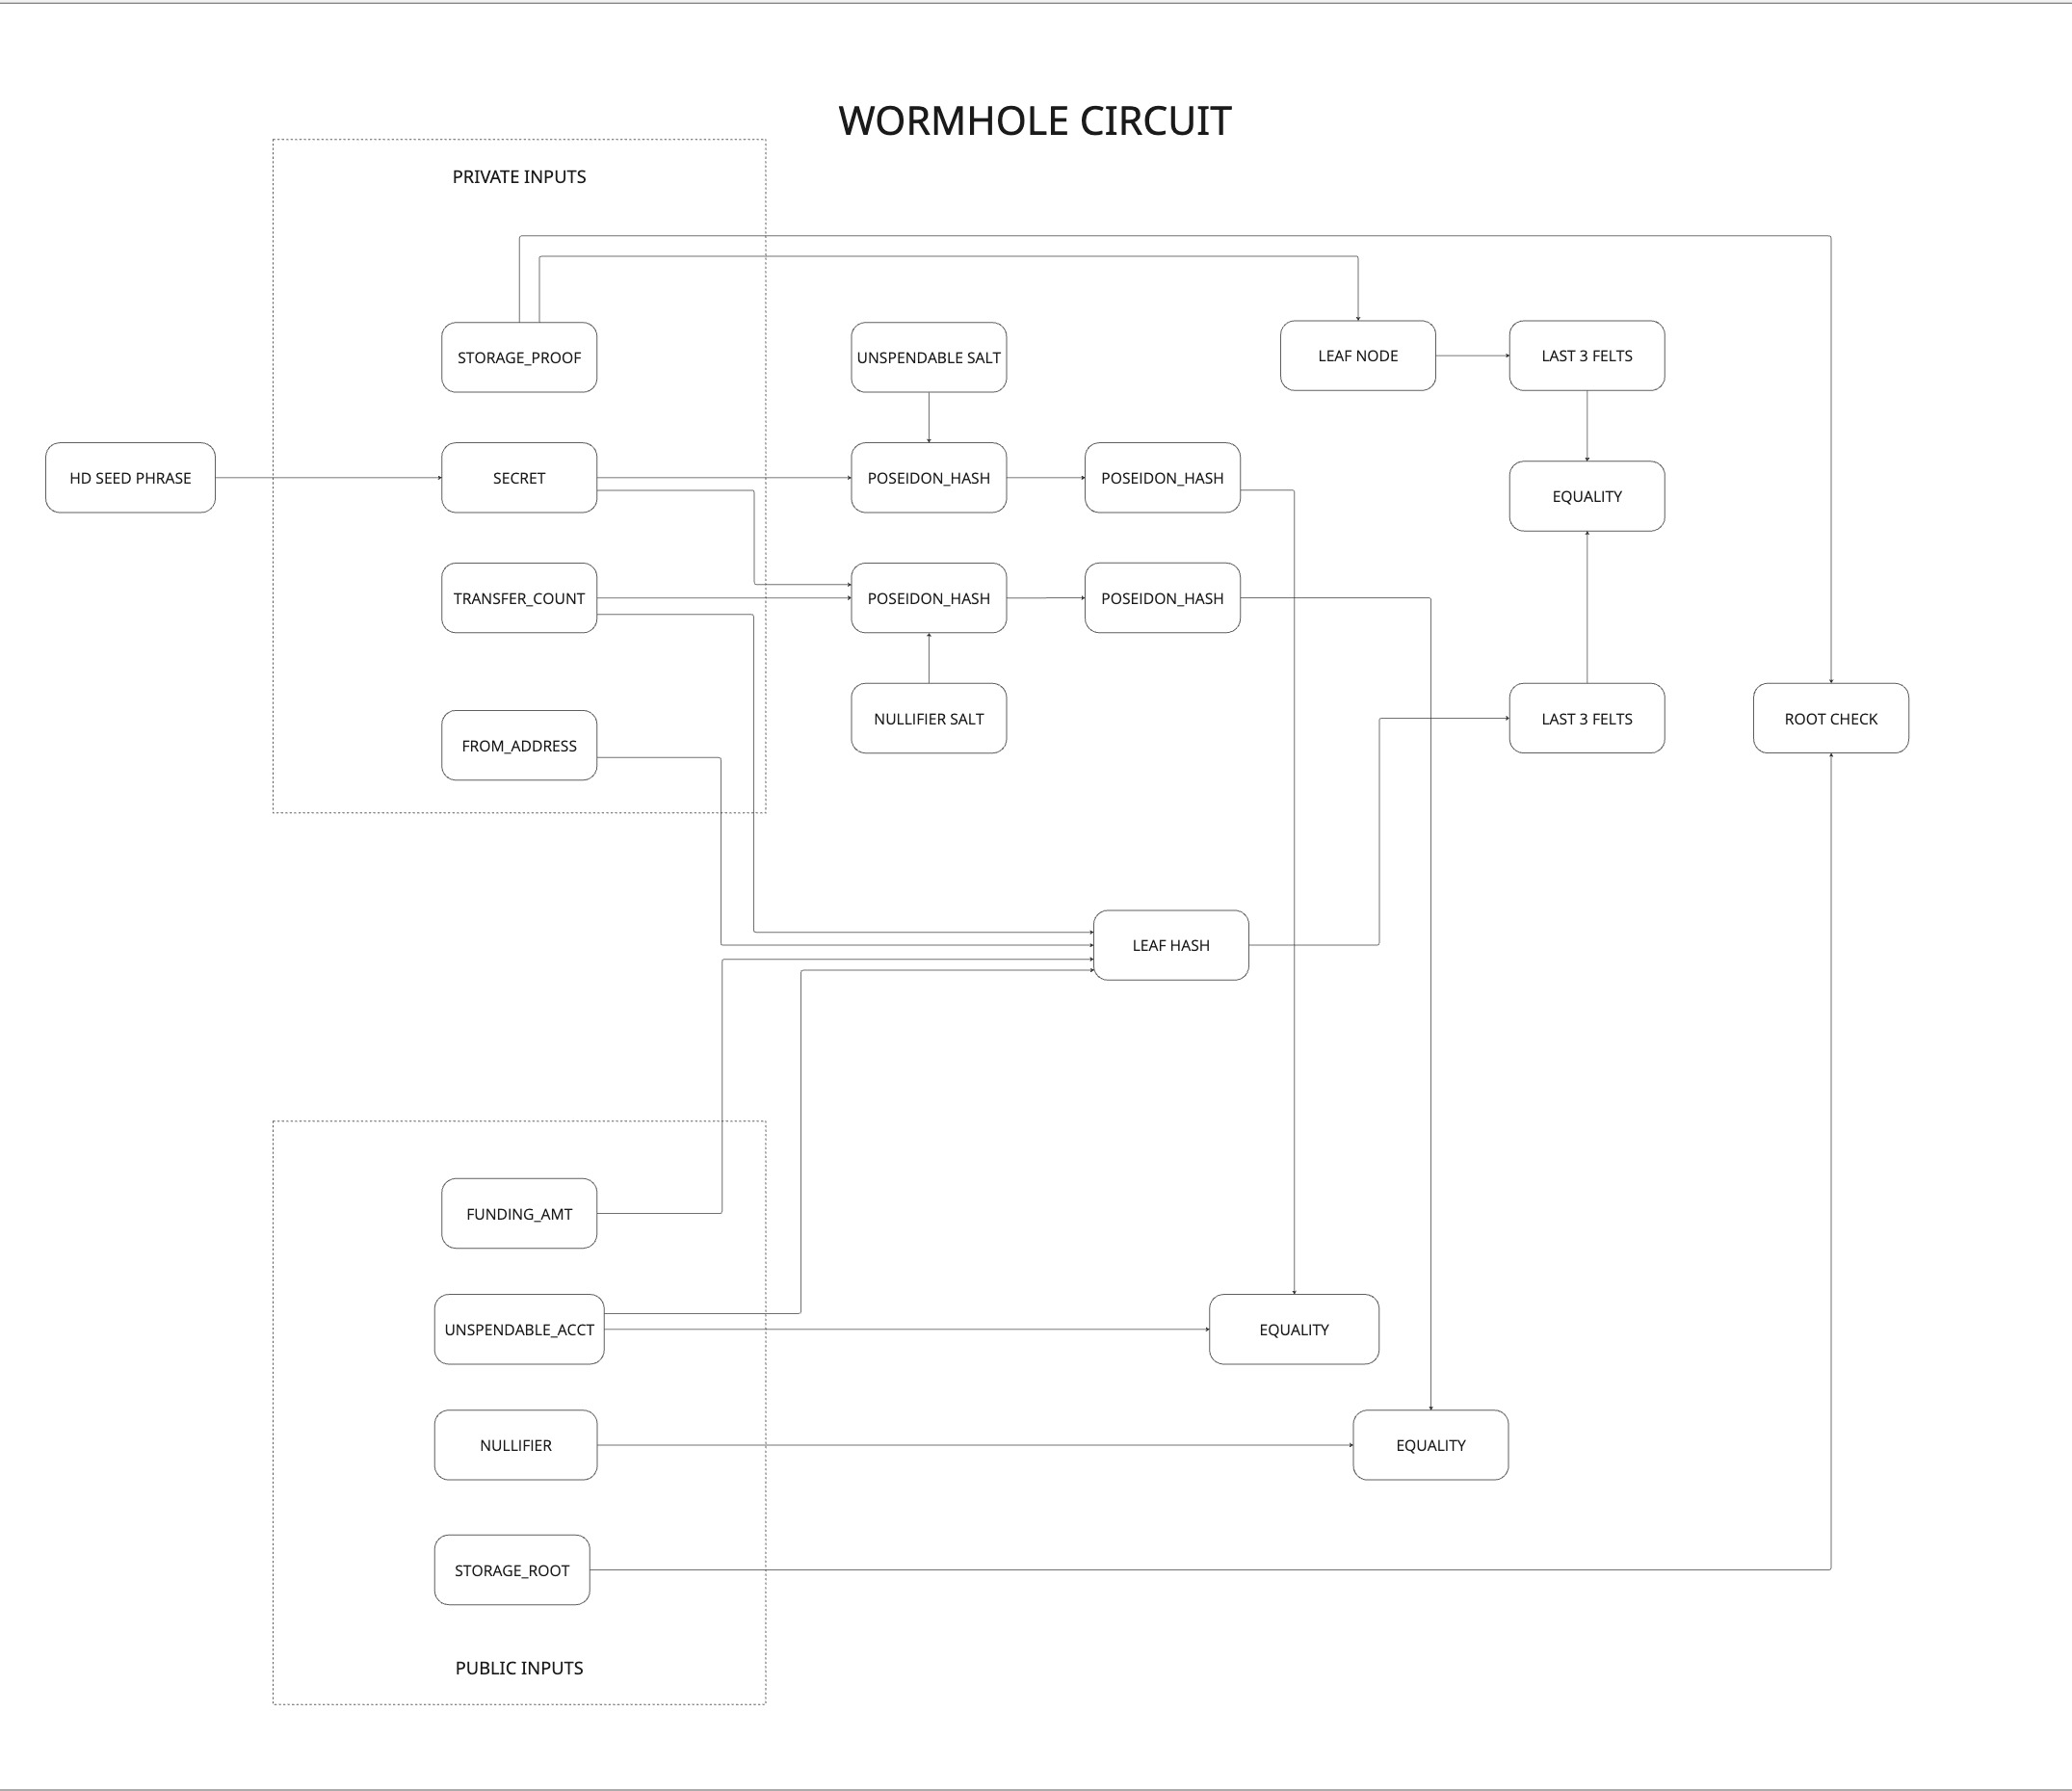 WORMHOLE CIRCUIT
PRIVATE INPUTS
STORAGE_PROOF
UNSPENDABLE SALT
LEAF NODE
LAST 3 FELTS
HD SEED PHRASE
SECRET
POSEIDON_HASH
POSEIDON_HASH
EQUALITY
TRANSFER_COUNT
POSEIDON_HASH
POSEIDON_HASH
FROM_ADDRESS
NULLIFIER SALT
LAST 3 FELTS
ROOT CHECK
LEAF HASH
FUNDING_AMT
UNSPENDABLE_ACCT
EQUALITY
NULLIFIER
EQUALITY
STORAGE_ROOT
PUBLIC INPUTS